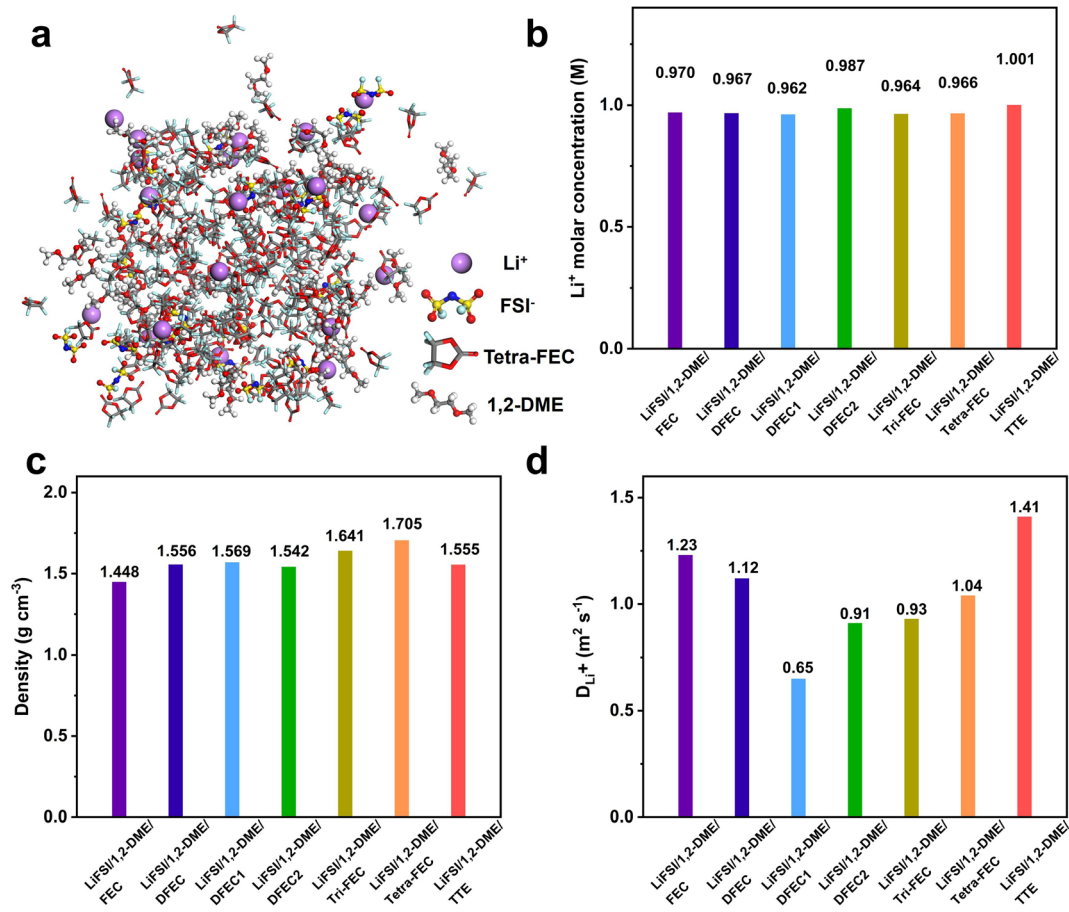 a
Li⁺
FSI⁻
Tetra-FEC
1,2-DME
b
Li⁺ molar concentration (M)
1.0
0.5
0.0
0.970
0.967
0.962
0.987
0.964
0.966
1.001
LiFSI/1,2-DME/
FEC
LiFSI/1,2-DME/
DFEC
LiFSI/1,2-DME/
DFEC1
LiFSI/1,2-DME/
DFEC2
LiFSI/1,2-DME/
Tri-FEC
LiFSI/1,2-DME/
Tetra-FEC
LiFSI/1,2-DME/
TTE
c
Density (g cm⁻³)
2.0
1.5
1.0
0.5
0.0
1.448
1.556
1.569
1.542
1.641
1.705
1.555
LiFSI/1,2-DME/
FEC
LiFSI/1,2-DME/
DFEC
LiFSI/1,2-DME/
DFEC1
LiFSI/1,2-DME/
DFEC2
LiFSI/1,2-DME/
Tri-FEC
LiFSI/1,2-DME/
Tetra-FEC
LiFSI/1,2-DME/
TTE
d
D_Li+ (m² s⁻¹)
1.5
1.0
0.5
0.0
1.23
1.12
0.65
0.91
0.93
1.04
1.41
LiFSI/1,2-DME/
FEC
LiFSI/1,2-DME/
DFEC
LiFSI/1,2-DME/
DFEC1
LiFSI/1,2-DME/
DFEC2
LiFSI/1,2-DME/
Tri-FEC
LiFSI/1,2-DME/
Tetra-FEC
LiFSI/1,2-DME/
TTE